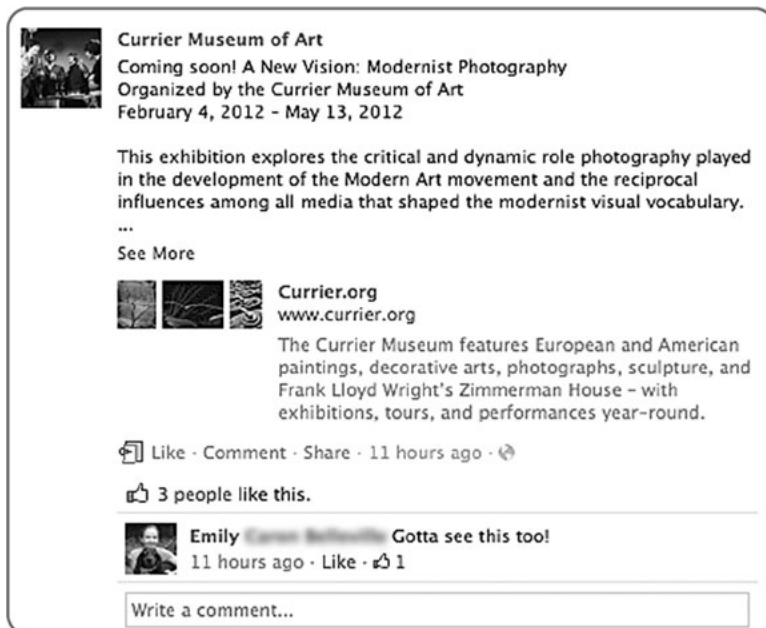 Currier Museum of Art
Coming soon! A New Vision: Modernist Photography
Organized by the Currier Museum of Art
February 4, 2012 – May 13, 2012
This exhibition explores the critical and dynamic role photography played
in the development of the Modern Art movement and the reciprocal
influences among all media that shaped the modernist visual vocabulary.
...
See More
Currier.org
www.currier.org
The Currier Museum features European and American
paintings, decorative arts, photographs, sculpture, and
Frank Lloyd Wright's Zimmerman House – with
exhibitions, tours, and performances year-round.
Like · Comment · Share · 11 hours ago ·
3 people like this.
Emily Gotta see this too!
11 hours ago · Like · 1
Write a comment...